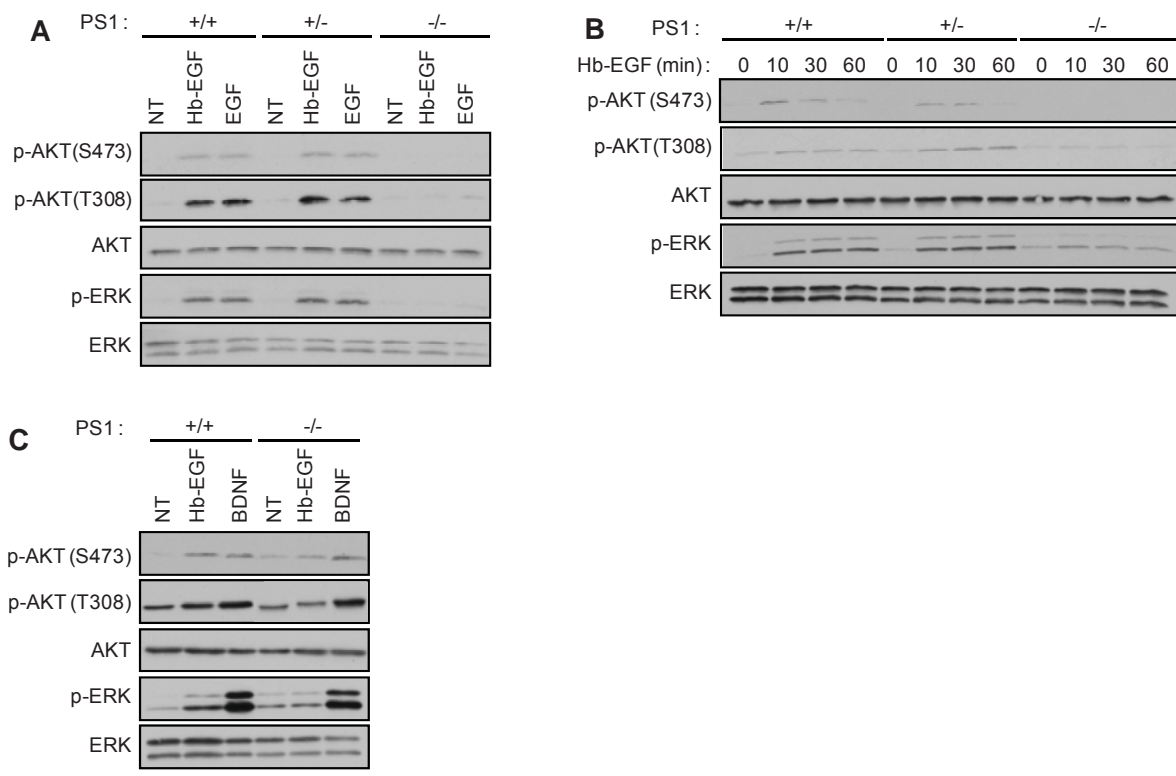 A
PS1 : +/+ +/- -/-
NT Hb-EGF EGF NT Hb-EGF EGF NT Hb-EGF EGF
p-AKT(S473)
p-AKT(T308)
AKT
p-ERK
ERK
B
PS1 : +/+ +/- -/-
Hb-EGF (min) : 0 10 30 60 0 10 30 60 0 10 30 60
p-AKT (S473)
p-AKT(T308)
AKT
p-ERK
ERK
C
PS1 : +/+ -/-
NT Hb-EGF BDNF NT Hb-EGF BDNF
p-AKT (S473)
p-AKT (T308)
AKT
p-ERK
ERK